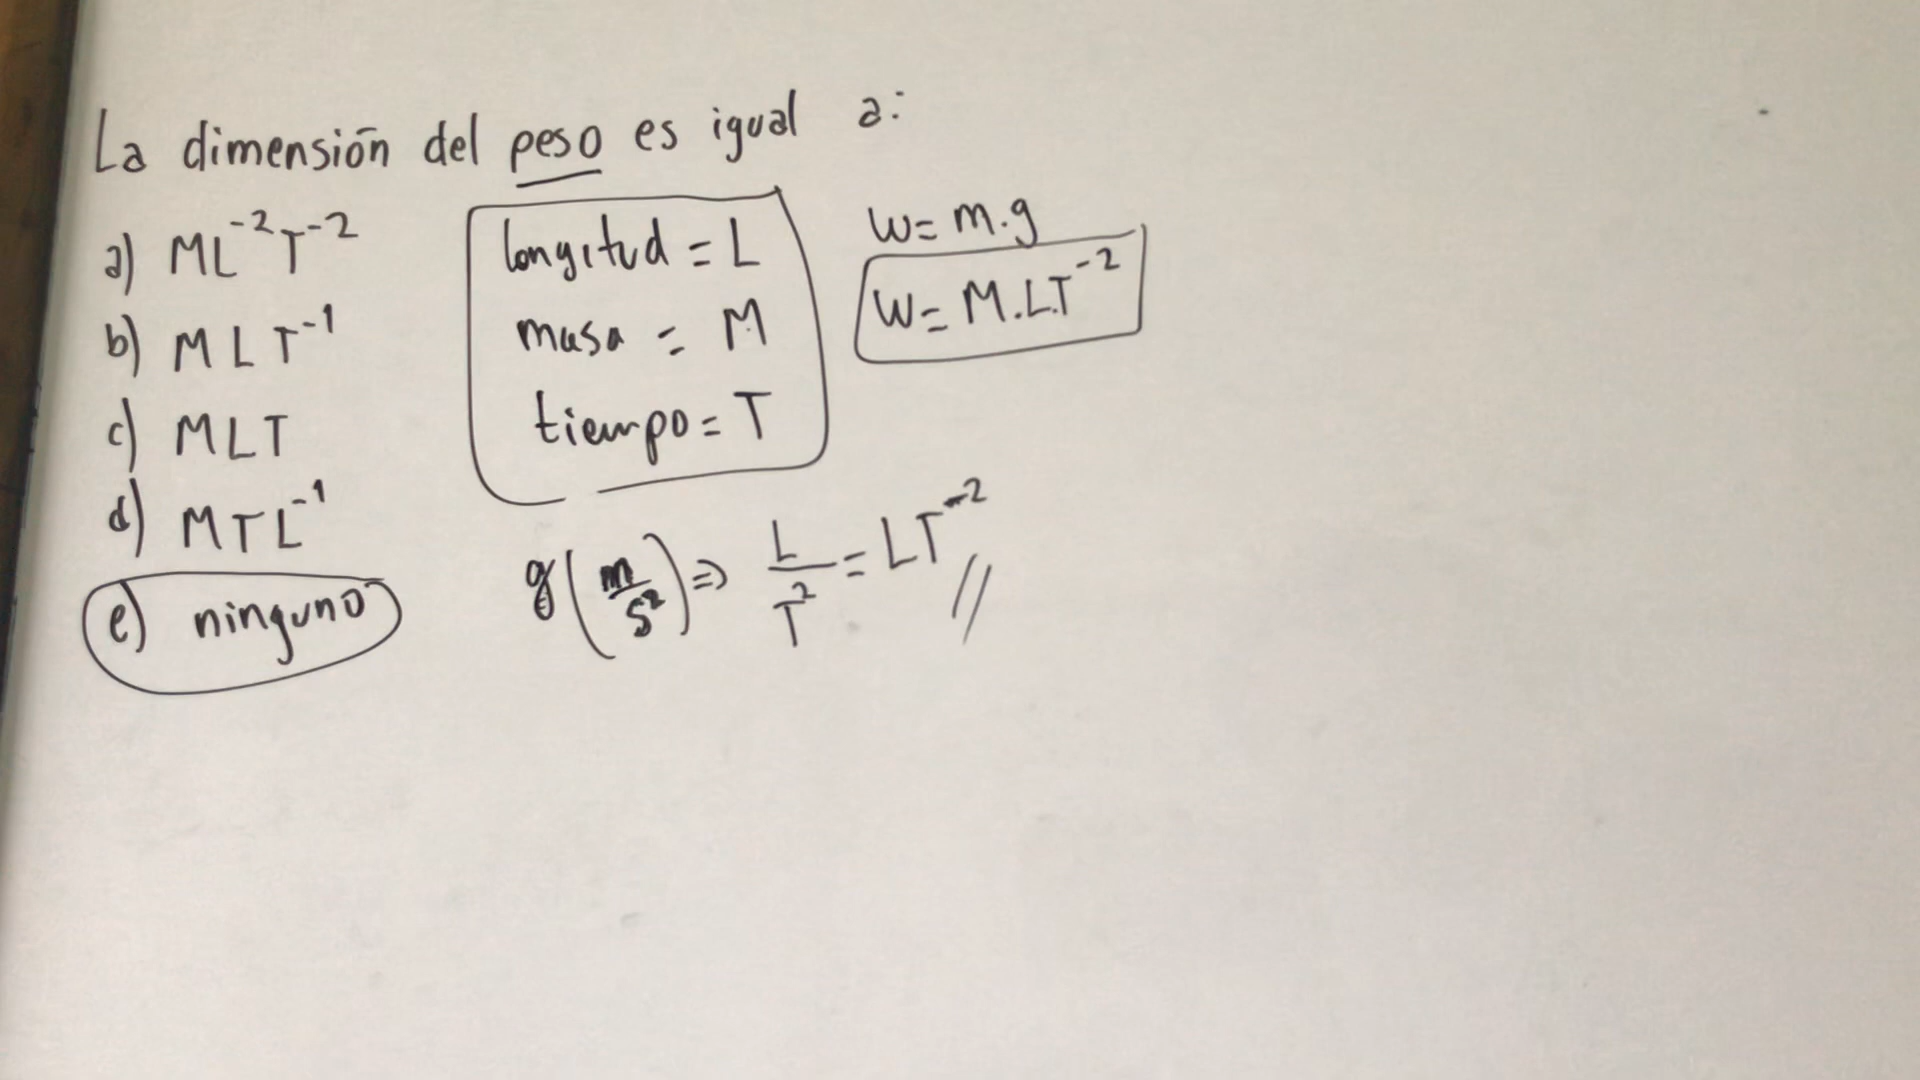 La dimensión del peso es igual a:
a) ML⁻²T⁻²
b) MLT⁻¹
c) MLT
d) MTL⁻¹
e) ninguno
longitud = L
masa = M
tiempo = T
W = m.g
W = M.LT⁻²
g(m/s²) => L/T² = LT⁻² //